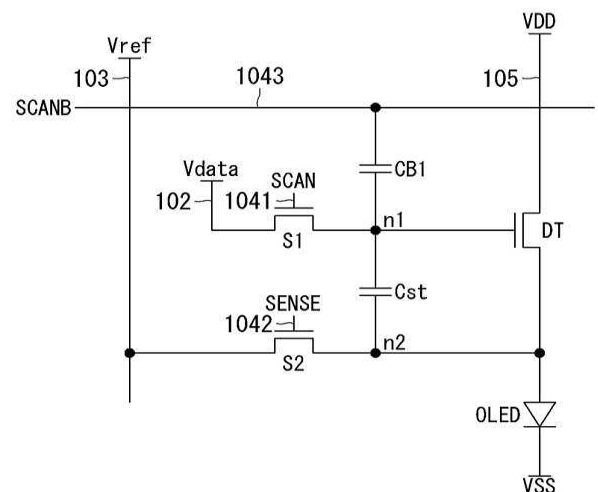 VDD
Vref
103
1043
105
SCANB
CB1
Vdata
SCAN
102
1041
n1
S1
DT
Cst
SENSE
1042
n2
S2
OLED
VSS